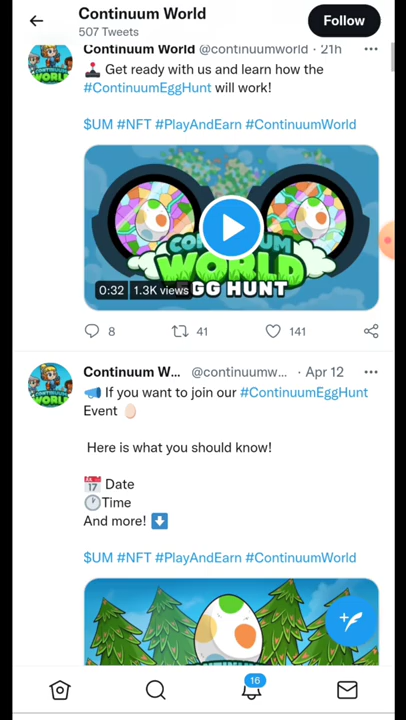 Continuum World
507 Tweets
Follow
Continuum World @continuumworld · 21h
🕹️ Get ready with us and learn how the
#ContinuumEggHunt will work!
$UM #NFT #PlayAndEarn #ContinuumWorld
CONTINUUM
WORLD
EGG HUNT
0:32 1.3K views
8 41 141
Continuum W... @continuumw... · Apr 12
📣 If you want to join our #ContinuumEggHunt
Event 🥚
Here is what you should know!
📅 Date
🕐Time
And more! ⬇️
$UM #NFT #PlayAndEarn #ContinuumWorld
16